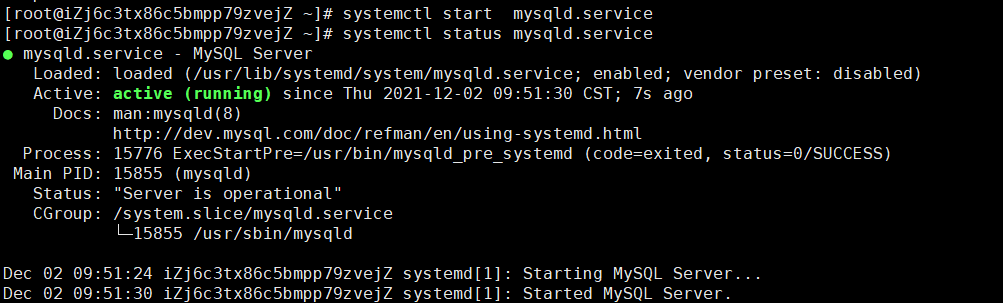 [root@iZj6c3tx86c5bmpp79zvejZ ~]# systemctl start  mysqld.service
[root@iZj6c3tx86c5bmpp79zvejZ ~]# systemctl status mysqld.service
● mysqld.service - MySQL Server
   Loaded: loaded (/usr/lib/systemd/system/mysqld.service; enabled; vendor preset: disabled)
   Active: active (running) since Thu 2021-12-02 09:51:30 CST; 7s ago
     Docs: man:mysqld(8)
           http://dev.mysql.com/doc/refman/en/using-systemd.html
  Process: 15776 ExecStartPre=/usr/bin/mysqld_pre_systemd (code=exited, status=0/SUCCESS)
 Main PID: 15855 (mysqld)
   Status: "Server is operational"
   CGroup: /system.slice/mysqld.service
           └─15855 /usr/sbin/mysqld

Dec 02 09:51:24 iZj6c3tx86c5bmpp79zvejZ systemd[1]: Starting MySQL Server...
Dec 02 09:51:30 iZj6c3tx86c5bmpp79zvejZ systemd[1]: Started MySQL Server.